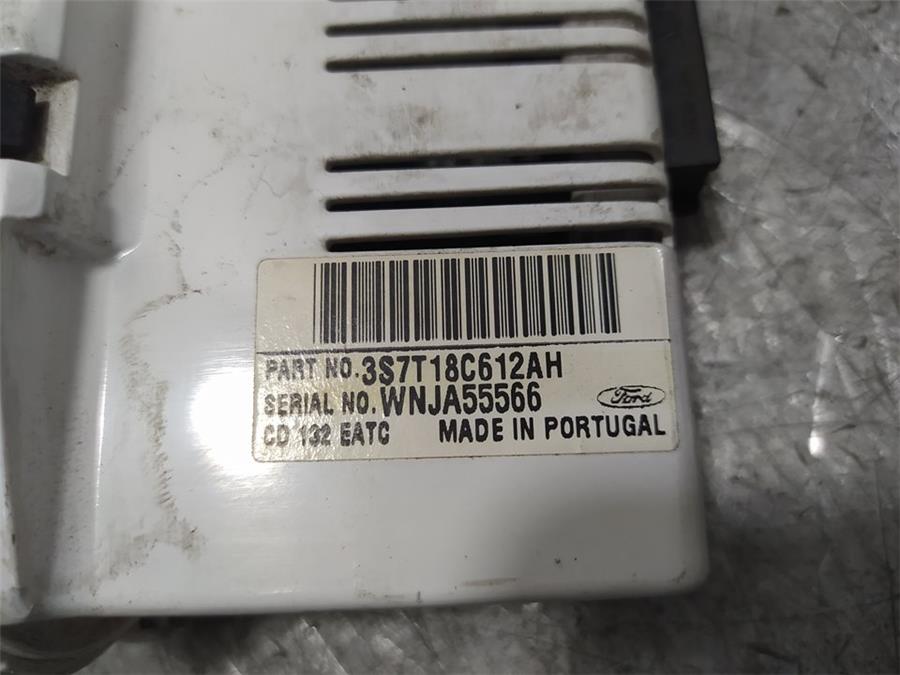 PART NO. 3S7T18C612AH
SERIAL NO. WNJA55566
Ford
CD 132 EATC MADE IN PORTUGAL